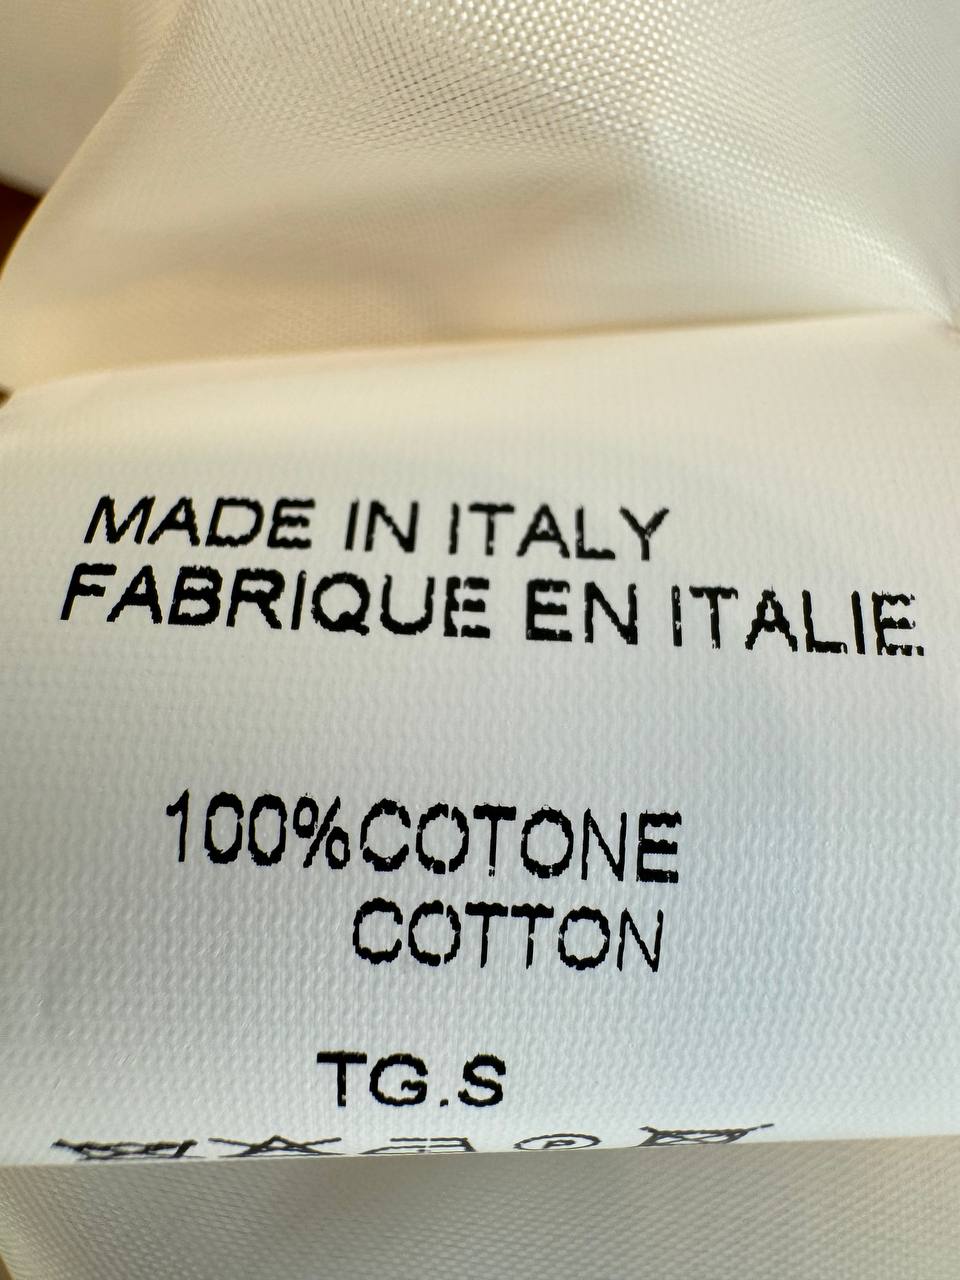 MADE IN ITALY
FABRIQUE EN ITALIE
100%COTONE
COTTON
TG.S